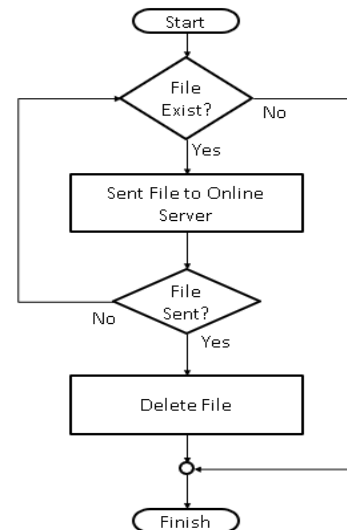 Start
File
Exist?
No
Yes
Sent File to Online
Server
File
Sent?
No
Yes
Delete File
Finish